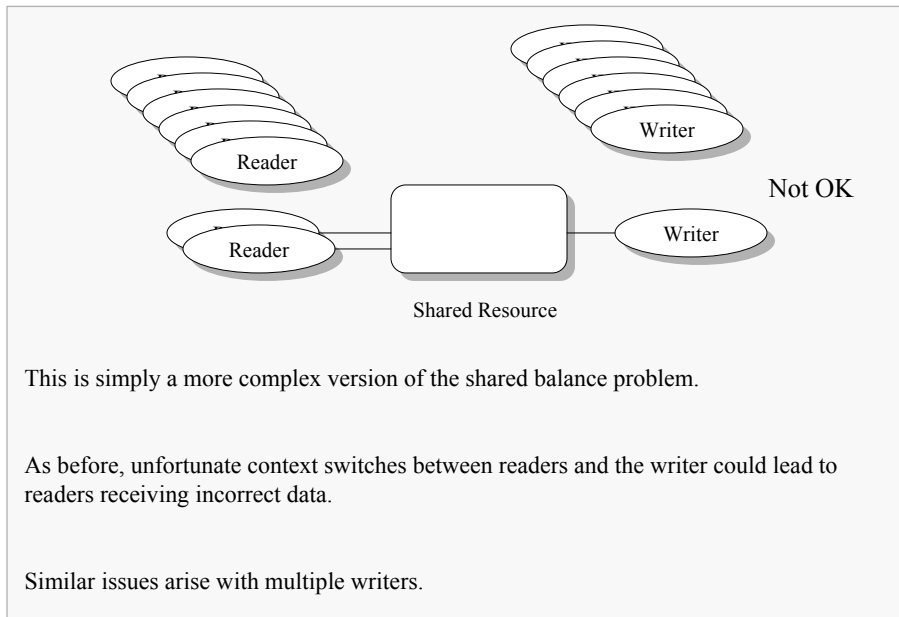 Reader
Writer
Not OK
Reader
Writer
Shared Resource
This is simply a more complex version of the shared balance problem.
As before, unfortunate context switches between readers and the writer could lead to
readers receiving incorrect data.
Similar issues arise with multiple writers.